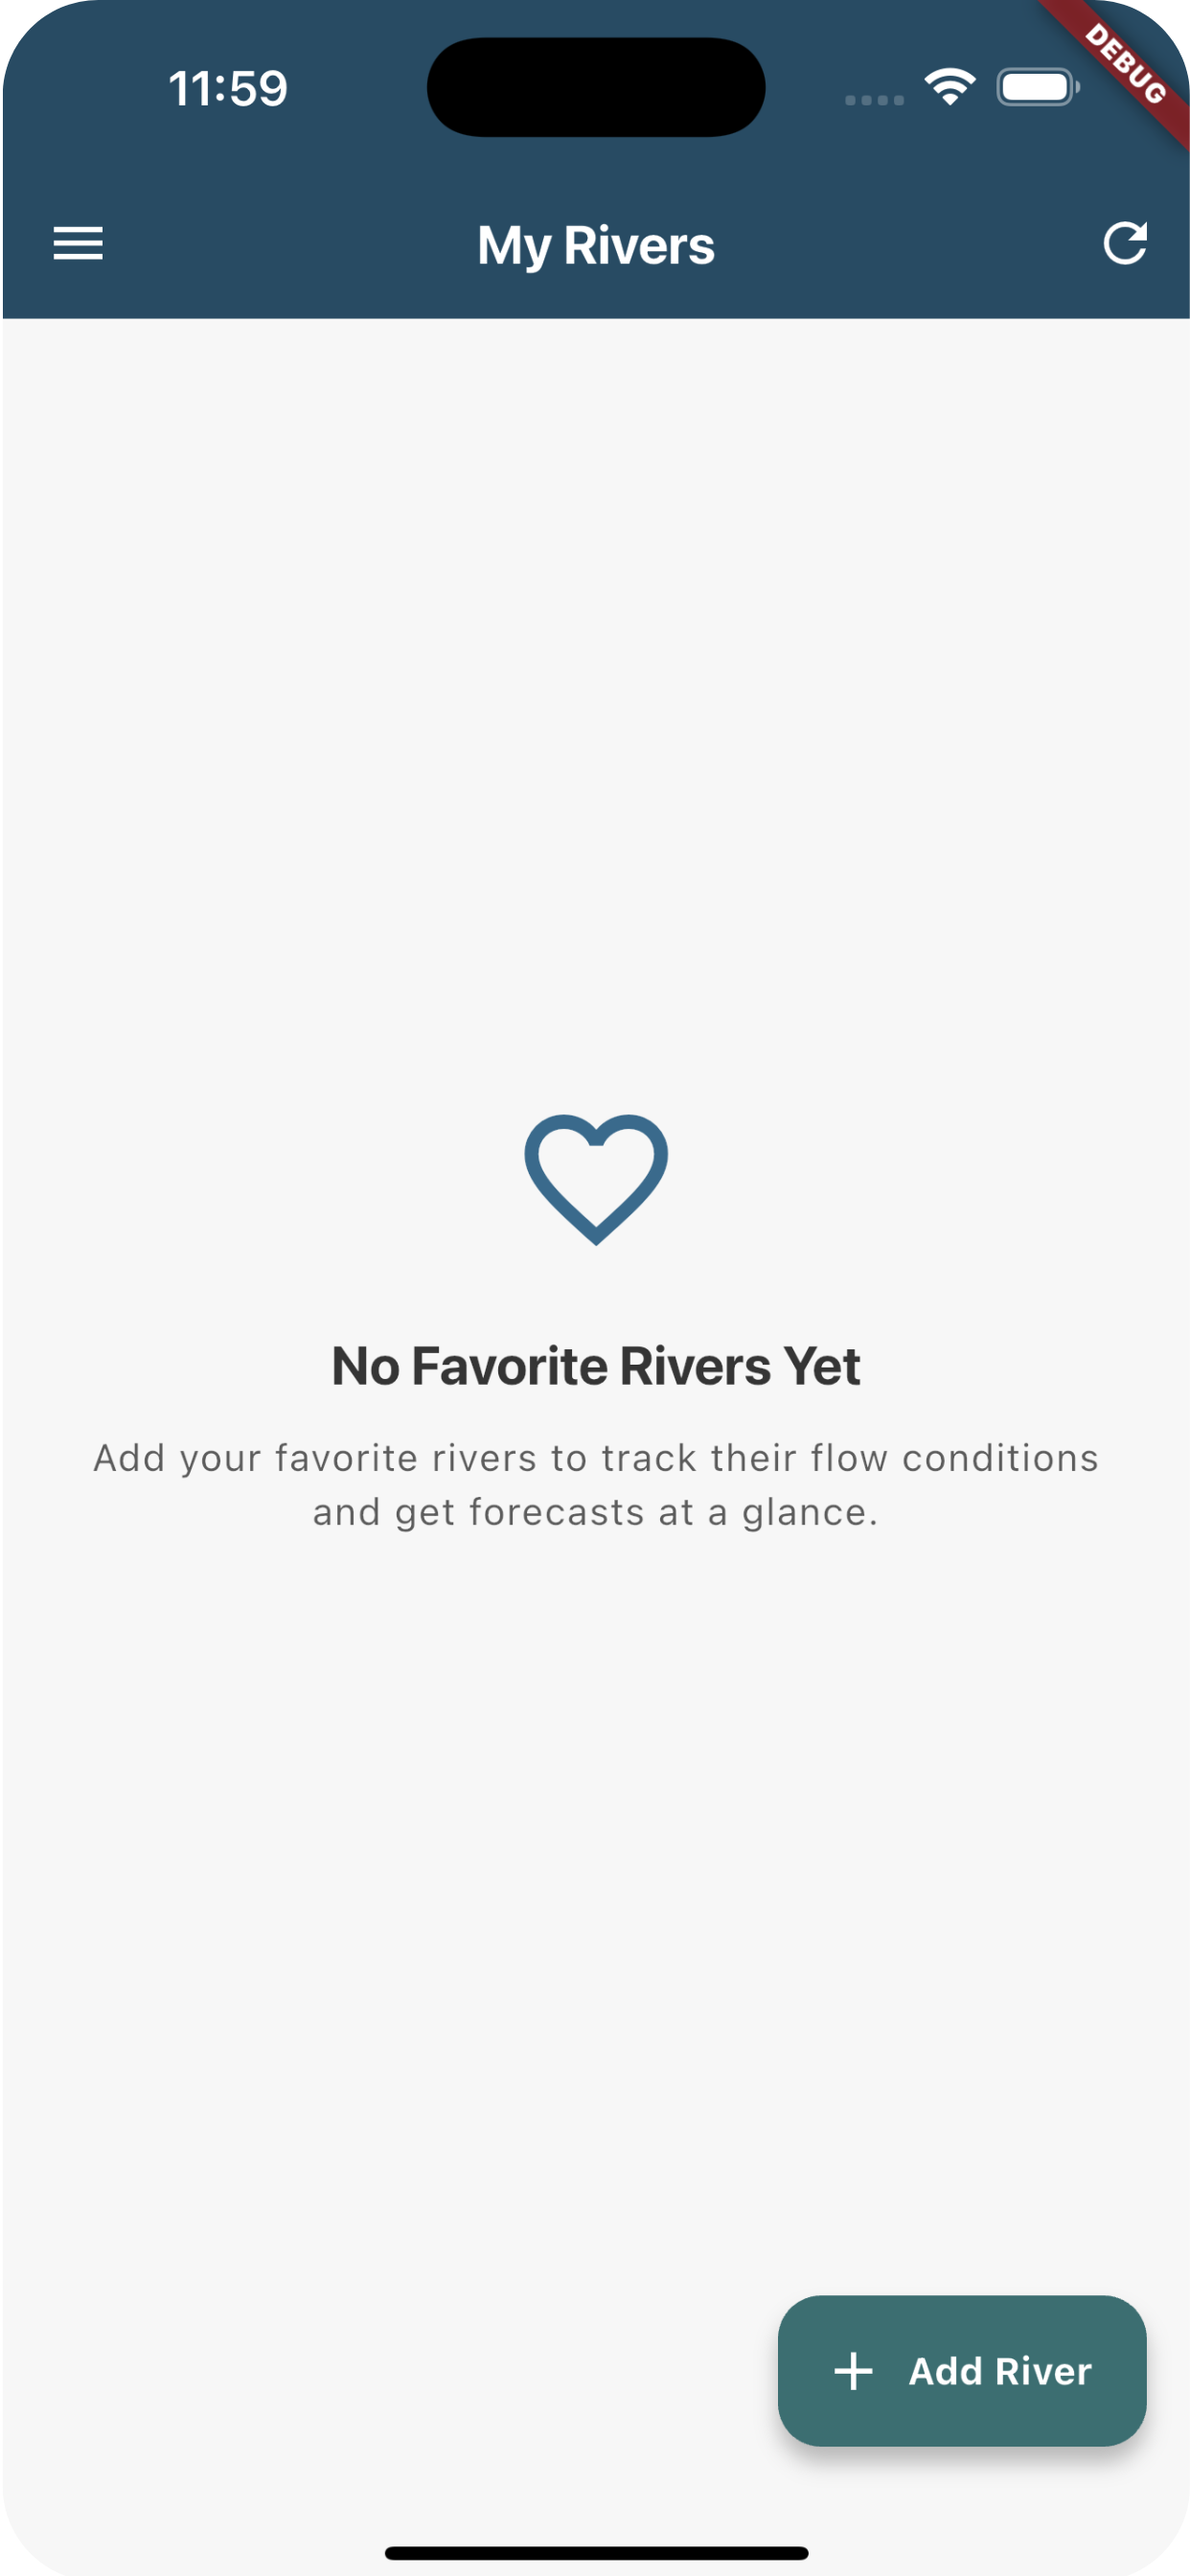 11:59
DEBUG
My Rivers
No Favorite Rivers Yet
Add your favorite rivers to track their flow conditions
and get forecasts at a glance.
Add River